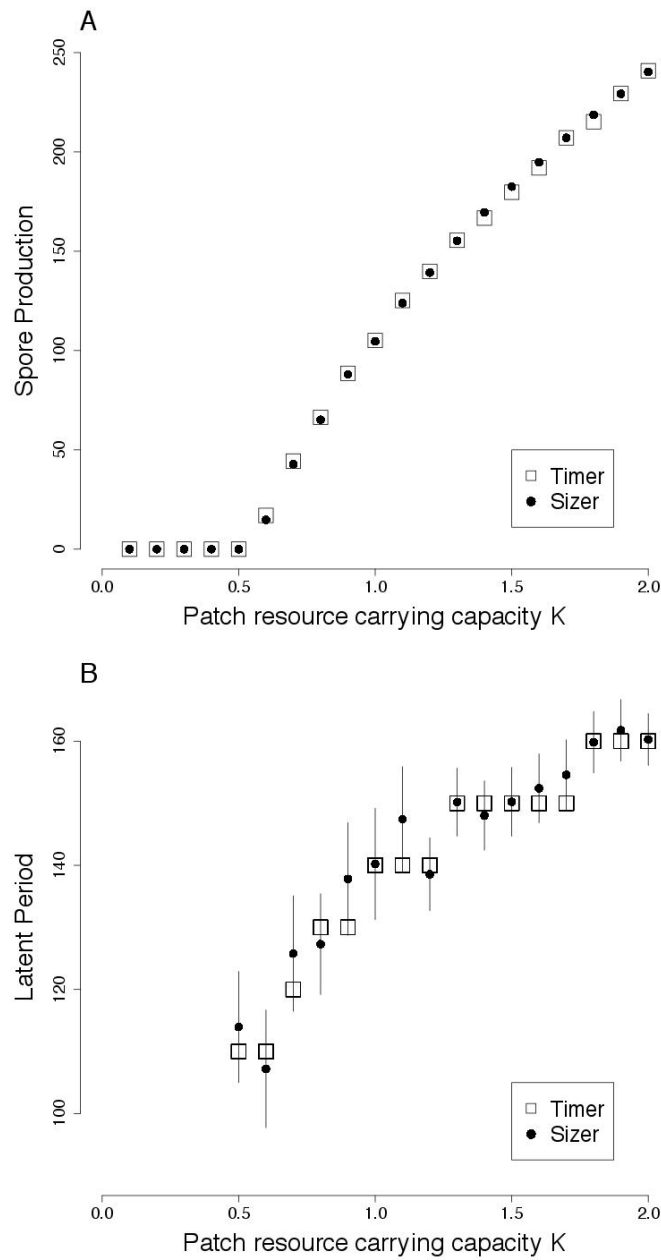 A
250
200
150
100
50
0
Spore Production
Timer
Sizer
0.0 0.5 1.0 1.5 2.0
Patch resource carrying capacity K
B
160
140
120
100
Latent Period
Timer
Sizer
0.0 0.5 1.0 1.5 2.0
Patch resource carrying capacity K